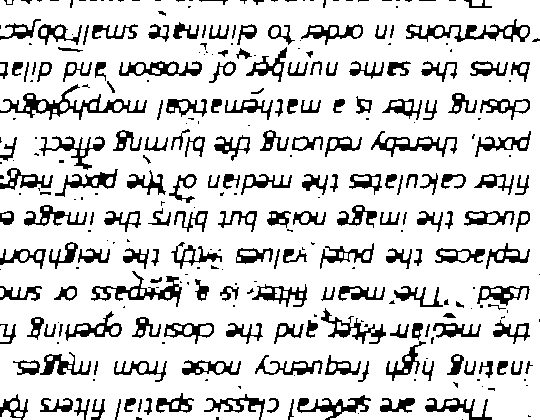 There are several classic spatial filters for
inating high frequency noise from images
the median filter and the closing opening fi
used. The mean filter is a lowpass or smo
replaces the pixel values with the neighbor
duces the image noise but blurs the image e
filter calculates the median of the pixel neigh
pixel, thereby reducing the blurring effect. Fi
closing filter is a mathematical morphologic
bines the same number of erosion and dilat
operations in order to eliminate small object